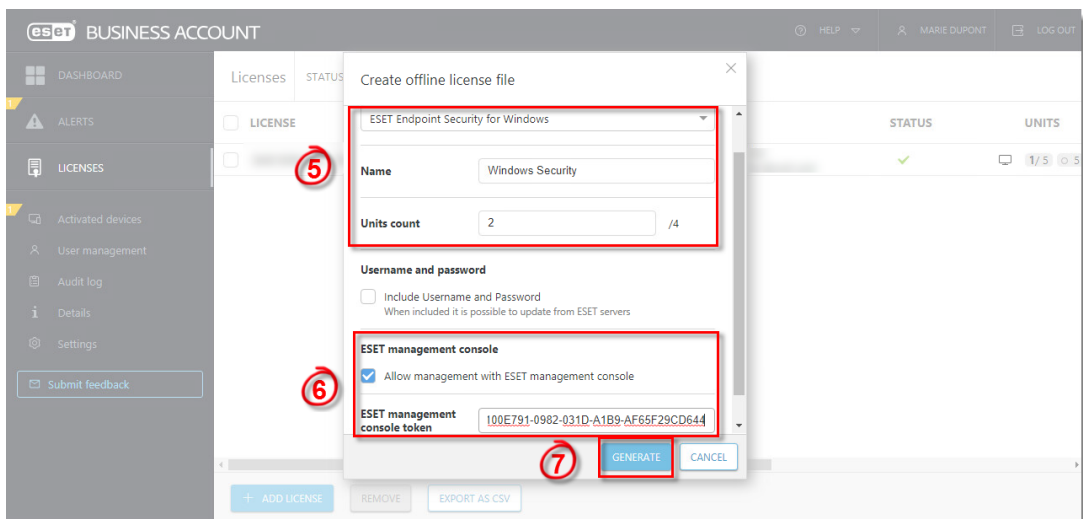 eset BUSINESS ACCOUNT
HELP
MARIE DUPONT
LOG OUT
DASHBOARD
1
ALERTS
LICENSES
1
Activated devices
User management
Audit log
Details
Settings
Submit feedback
Licenses STATUS
LICENSE
STATUS
UNITS
1/5
5
Create offline license file
ESET Endpoint Security for Windows
5
Name
Windows Security
Units count
2
/4
Username and password
Include Username and Password
When included it is possible to update from ESET servers
6
ESET management console
Allow management with ESET management console
ESET management
console token
100E791-0982-031D-A1B9-AF65F29CD644
7
GENERATE
CANCEL
+ ADD LICENSE
REMOVE
EXPORT AS CSV